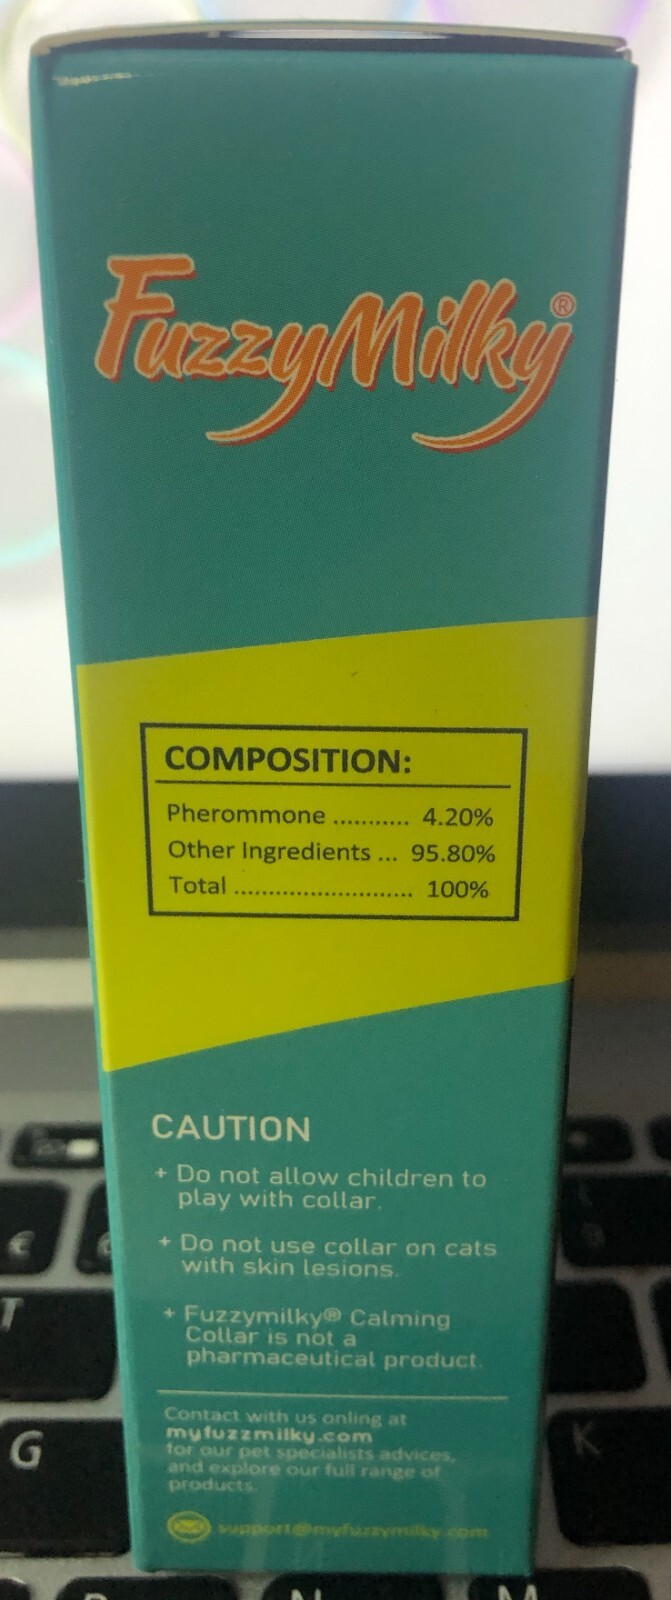 FuzzyMilky®
COMPOSITION:
Pherommone ........... 4.20%
Other Ingredients ... 95.80%
Total .......................... 100%
CAUTION
+ Do not allow children to
play with collar.
+ Do not use collar on cats
with skin lesions.
+ Fuzzymilky® Calming
Collar is not a
pharmaceutical product.
Contact with us onling at
myfuzzmilky.com
for our pet specialists advices,
and explore our full range of
products.
support@myfuzzymilky.com
€
T
G
K
N
M